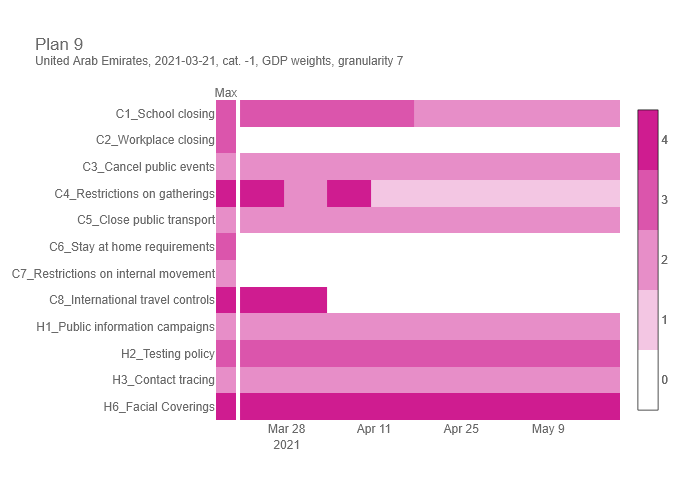 Plan 9
United Arab Emirates, 2021-03-21, cat. -1, GDP weights, granularity 7
Max
C1_School closing
C2_Workplace closing
C3_Cancel public events
C4_Restrictions on gatherings
C5_Close public transport
C6_Stay at home requirements
C7_Restrictions on internal movement
C8_International travel controls
H1_Public information campaigns
H2_Testing policy
H3_Contact tracing
H6_Facial Coverings
4
3
2
1
0
Mar 28 Apr 11 Apr 25 May 9
2021